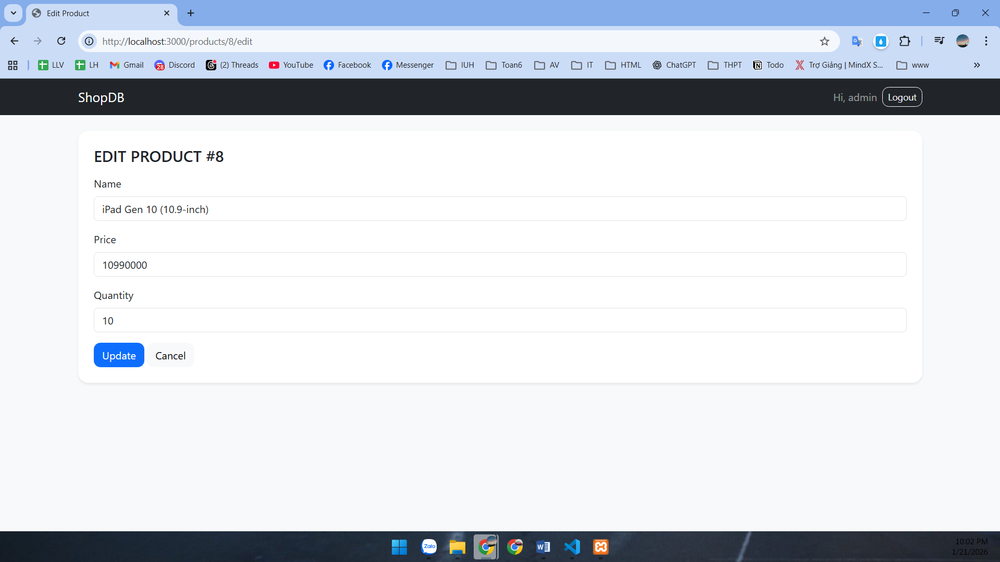 Edit Product
http://localhost:3000/products/8/edit
LLV LH Gmail Discord (2) Threads YouTube Facebook Messenger IUH Toan6 AV IT HTML ChatGPT THPT Todo Trợ Giảng | MindX S... www
28
ShopDB
Hi, admin Logout
EDIT PRODUCT #8
Name
iPad Gen 10 (10.9-inch)
Price
10990000
Quantity
10
Update Cancel
Zalo
10:02 PM
1/21/2026